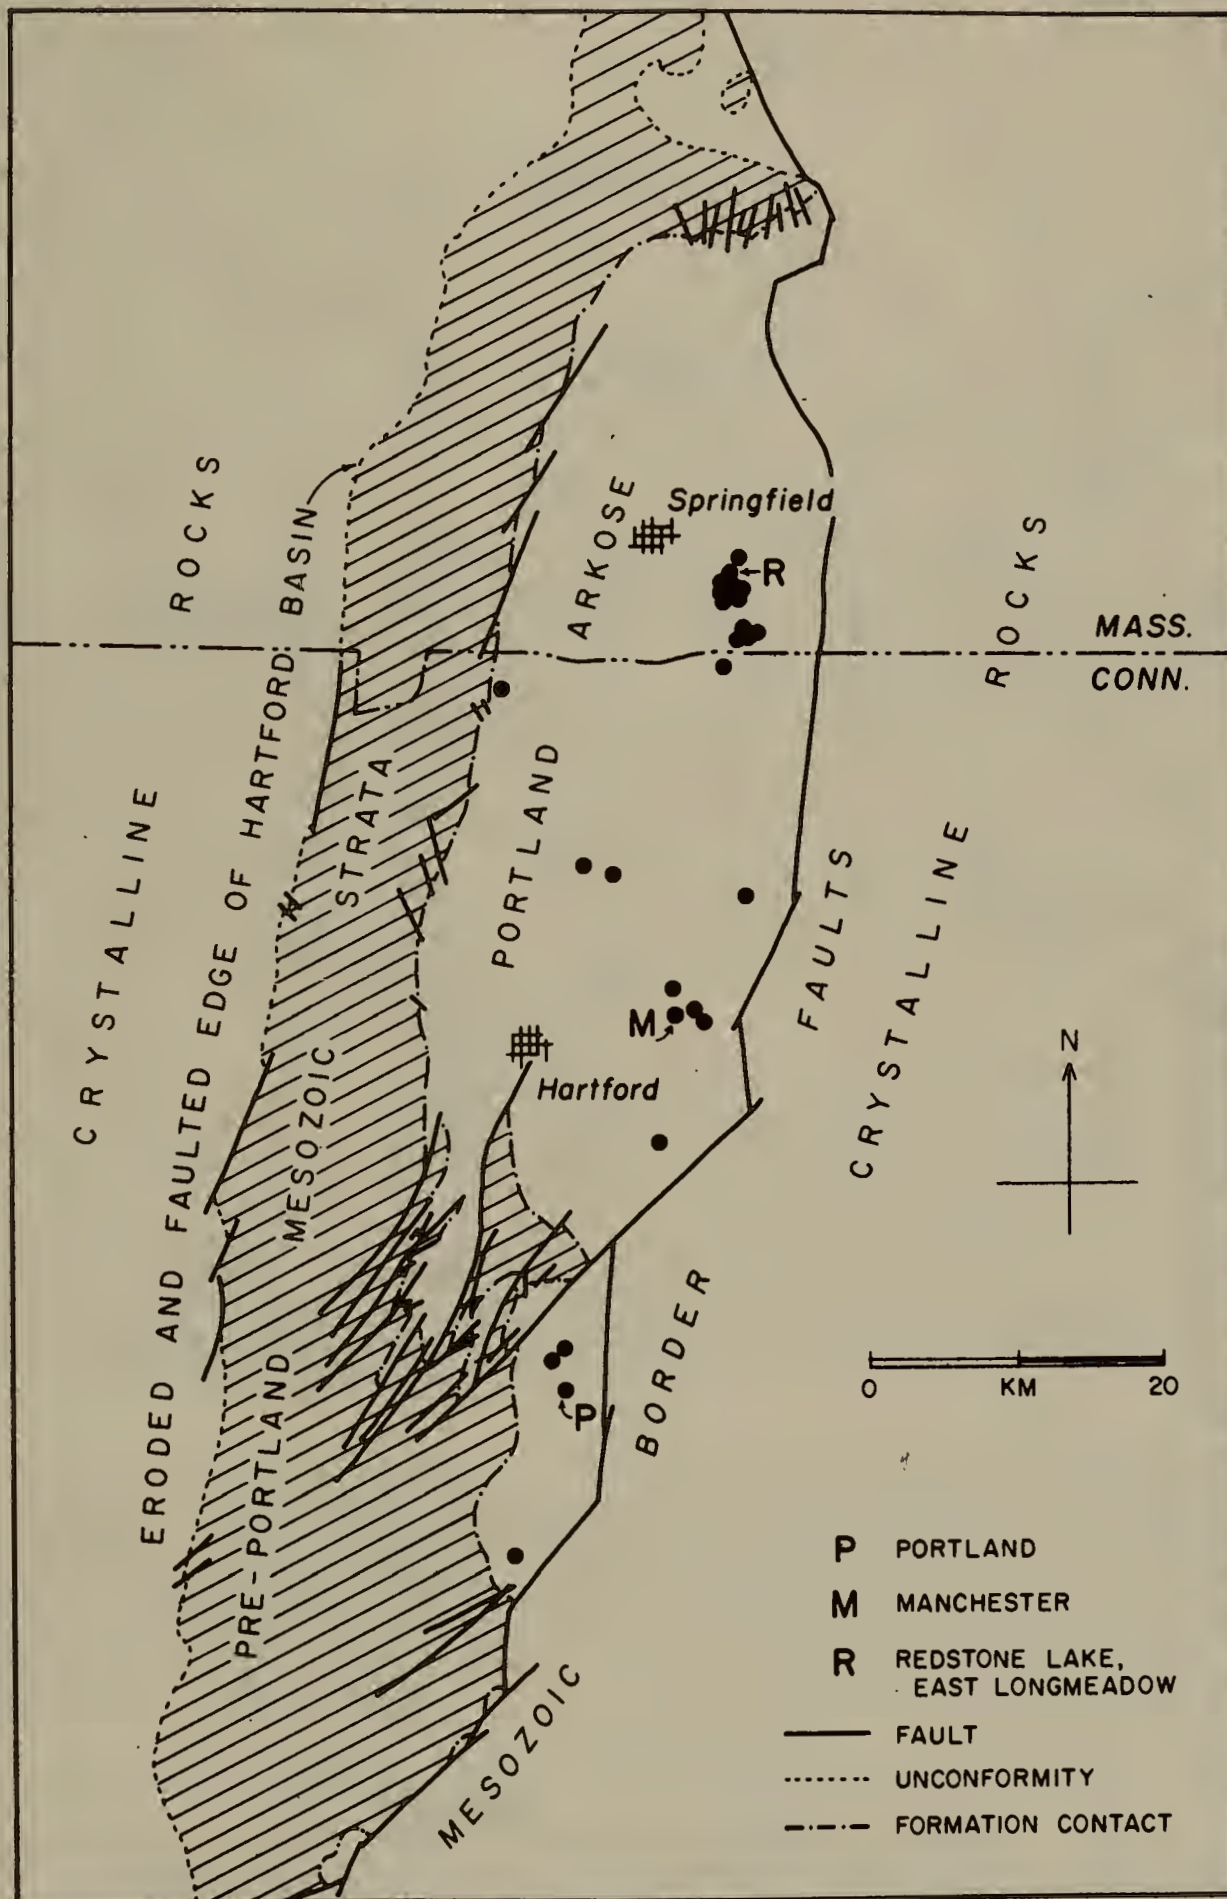 CRYSTALLINE ROCKS
ERODED AND FAULTED EDGE OF HARTFORD BASIN
PRE-PORTLAND MESOZOIC STRATA
PORTLAND ARKOSE
Springfield
R
MASS.
CONN.
M
Hartford
P
MESOZOIC BORDER FAULTS
CRYSTALLINE ROCKS
N
0 KM 20
P PORTLAND
M MANCHESTER
R REDSTONE LAKE,
EAST LONGMEADOW
FAULT
UNCONFORMITY
FORMATION CONTACT